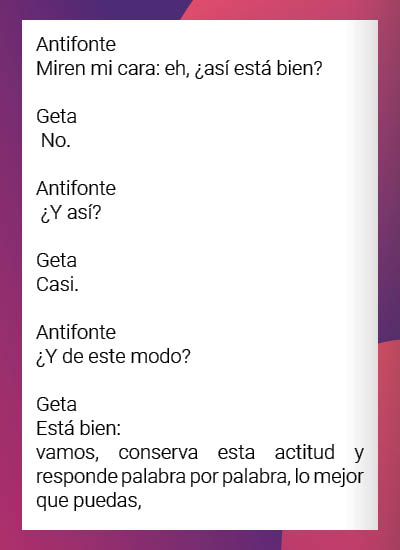 Antifonte
Miren mi cara: eh, ¿así está bien?
Geta
No.
Antifonte
¿Y así?
Geta
Casi.
Antifonte
¿Y de este modo?
Geta
Está bien:
vamos, conserva esta actitud y
responde palabra por palabra, lo mejor
que puedas,